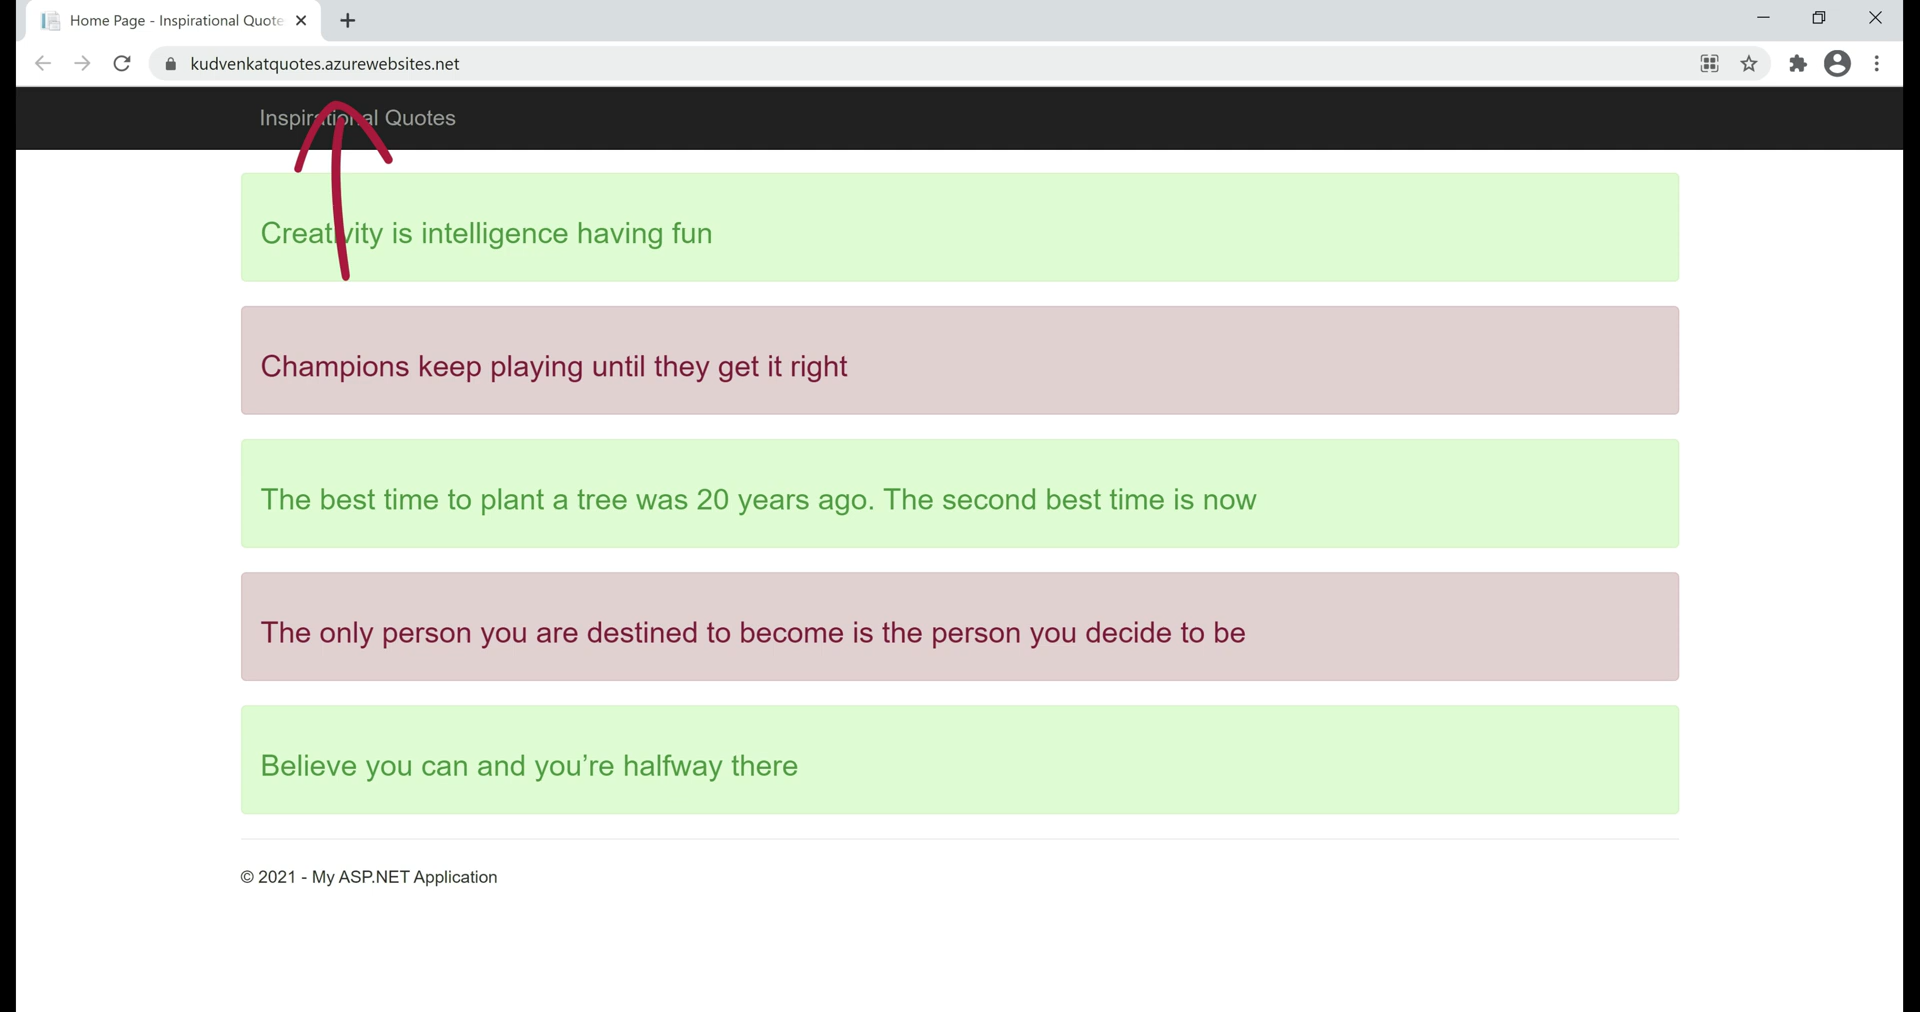 Home Page - Inspirational Quote
kudvenkatquotes.azurewebsites.net
Inspirational Quotes
Creativity is intelligence having fun
Champions keep playing until they get it right
The best time to plant a tree was 20 years ago. The second best time is now
The only person you are destined to become is the person you decide to be
Believe you can and you’re halfway there
© 2021 - My ASP.NET Application